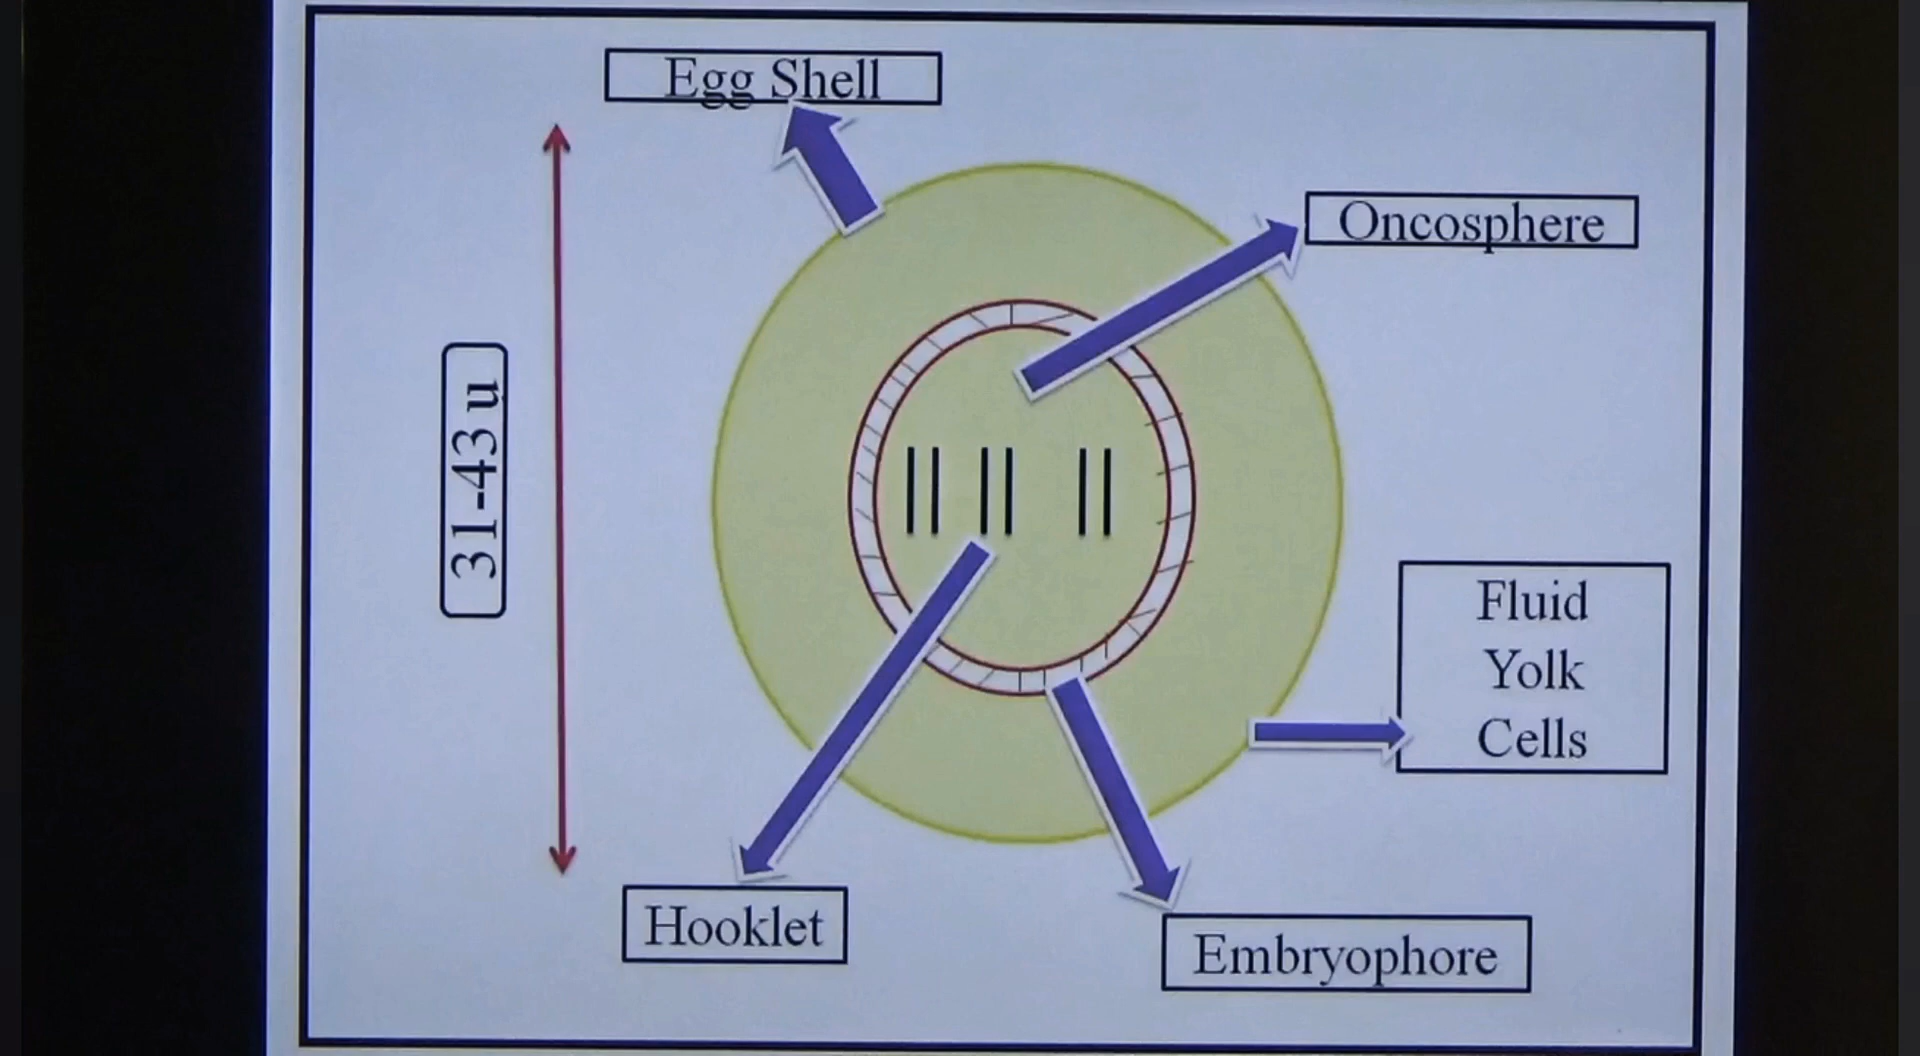 Egg Shell
Oncosphere
31-43 u
Fluid
Yolk
Cells
Hooklet
Embryophore